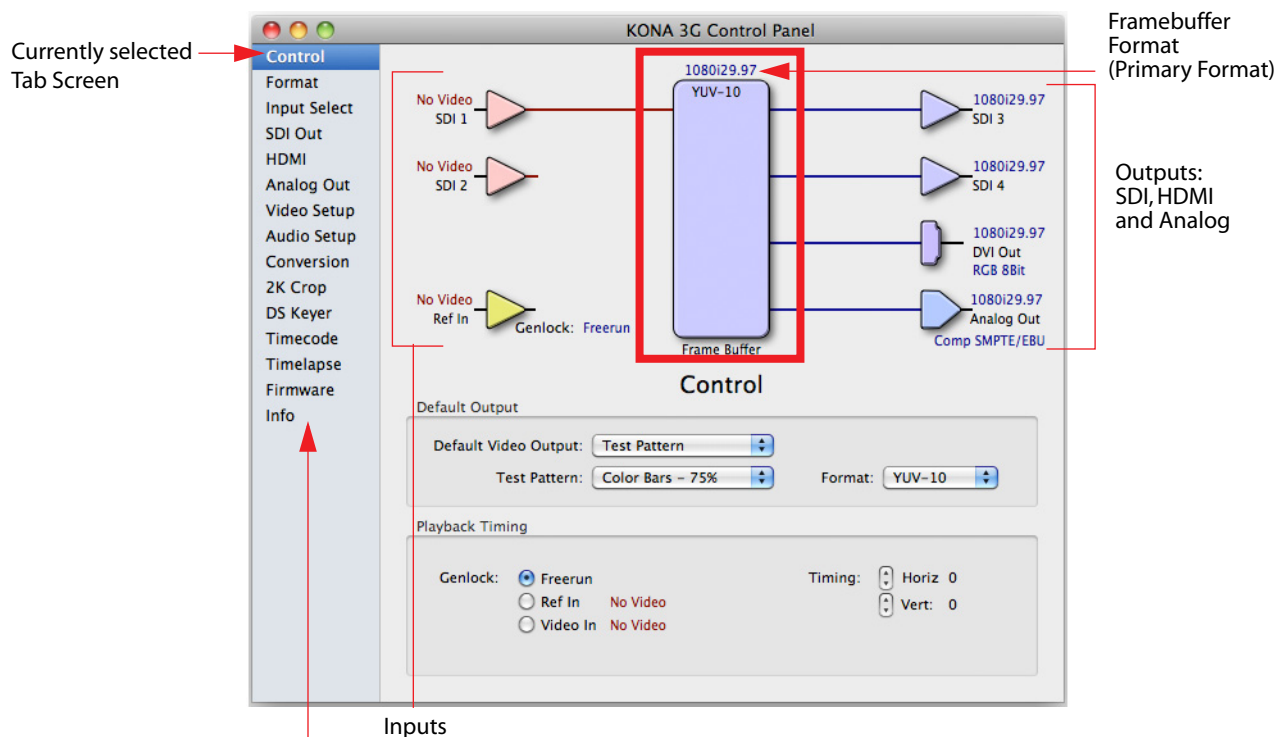 KONA 3G Control Panel
Currently selected
Tab Screen
Framebuffer
Format
(Primary Format)
Control
Format
Input Select
SDI Out
HDMI
Analog Out
Video Setup
Audio Setup
Conversion
2K Crop
DS Keyer
Timecode
Timelapse
Firmware
Info
1080i29.97
YUV-10
No Video
SDI 1
No Video
SDI 2
No Video
Ref In
Genlock: Freerun
Frame Buffer
1080i29.97
SDI 3
1080i29.97
SDI 4
1080i29.97
DVI Out
RGB 8Bit
1080i29.97
Analog Out
Comp SMPTE/EBU
Outputs:
SDI, HDMI
and Analog
Control
Default Output
Default Video Output: Test Pattern
Test Pattern: Color Bars - 75% Format: YUV-10
Playback Timing
Genlock: Freerun Timing: Horiz 0
Ref In No Video Vert: 0
Video In No Video
Inputs